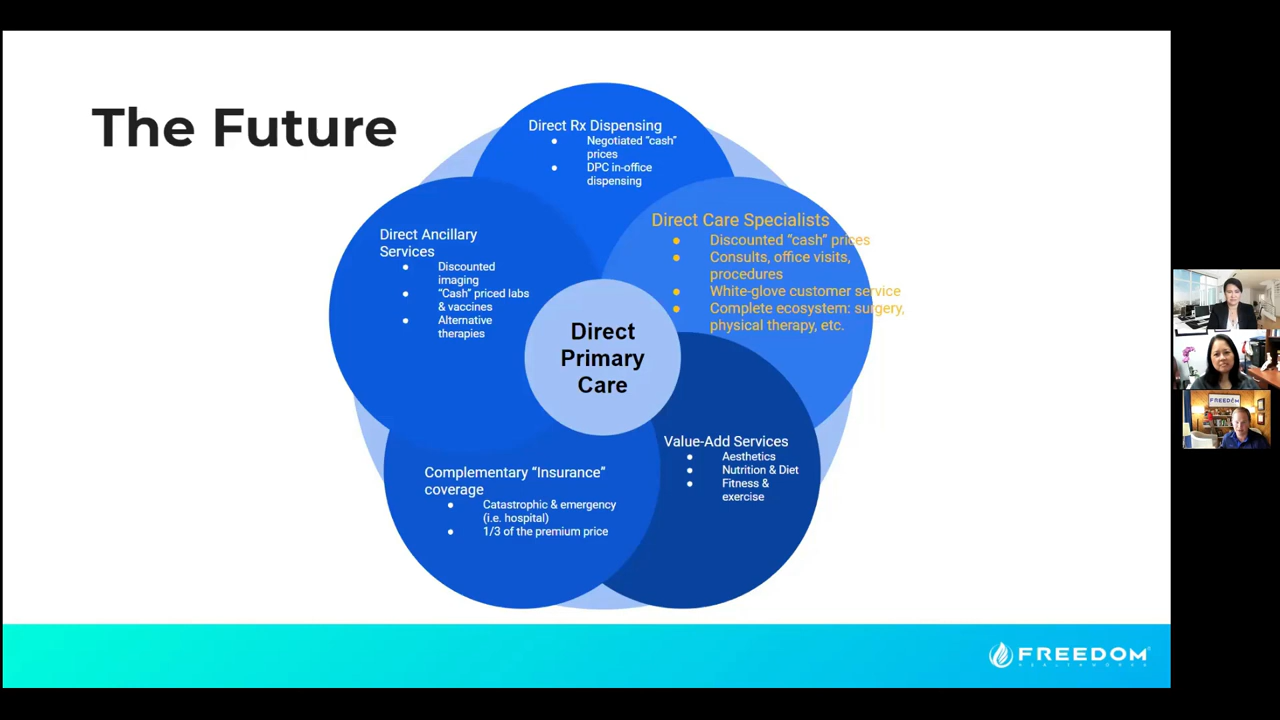 The Future
Direct Rx Dispensing
● Negotiated “cash”
prices
● DPC in-office
dispensing
Direct Care Specialists
● Discounted “cash” prices
● Consults, office visits,
procedures
● White-glove customer service
● Complete ecosystem: surgery,
physical therapy, etc.
Direct Ancillary
Services
● Discounted
imaging
● “Cash” priced labs
& vaccines
● Alternative
therapies
Direct
Primary
Care
Value-Add Services
● Aesthetics
● Nutrition & Diet
● Fitness &
exercise
Complementary “Insurance”
coverage
● Catastrophic & emergency
(i.e. hospital)
● 1/3 of the premium price
FREEDOM
HEALTHWORKS
FREEDOM